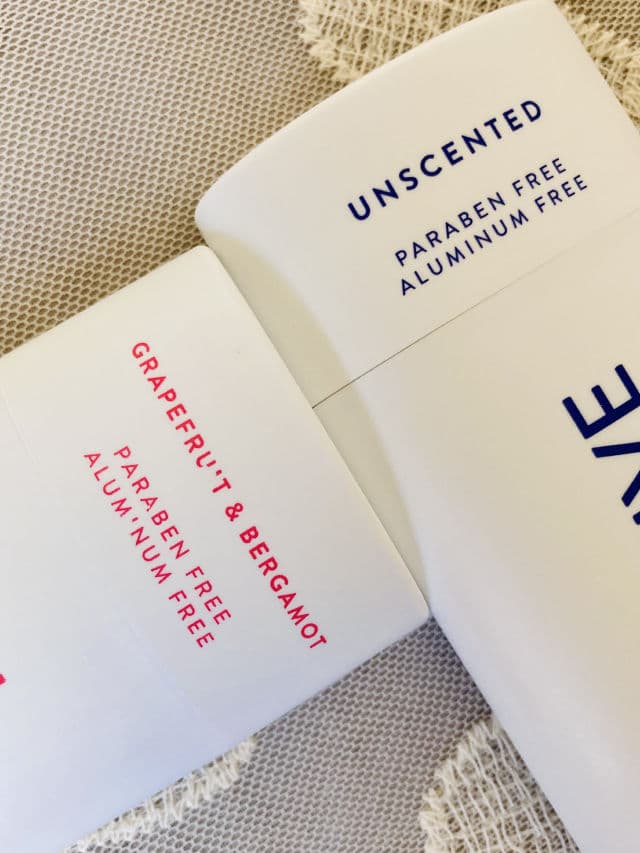 UNSCENTED
PARABEN FREE
ALUMINUM FREE
GRAPEFRU'T & BERGAMOT
PARABEN FREE
ALUM'NUM FREE